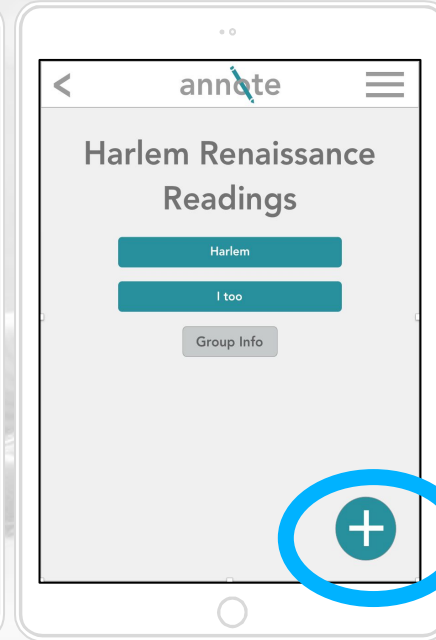 < annote
Harlem Renaissance
Readings
Harlem
I too
Group Info
+